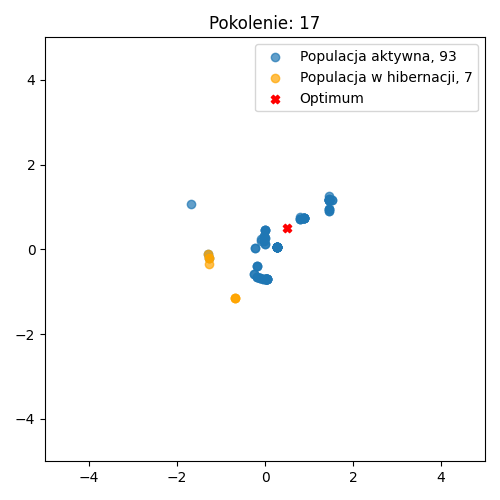 Pokolenie: 17
Populacja aktywna, 93
Populacja w hibernacji, 7
Optimum
4
2
0
−2
−4
−4
−2
0
2
4